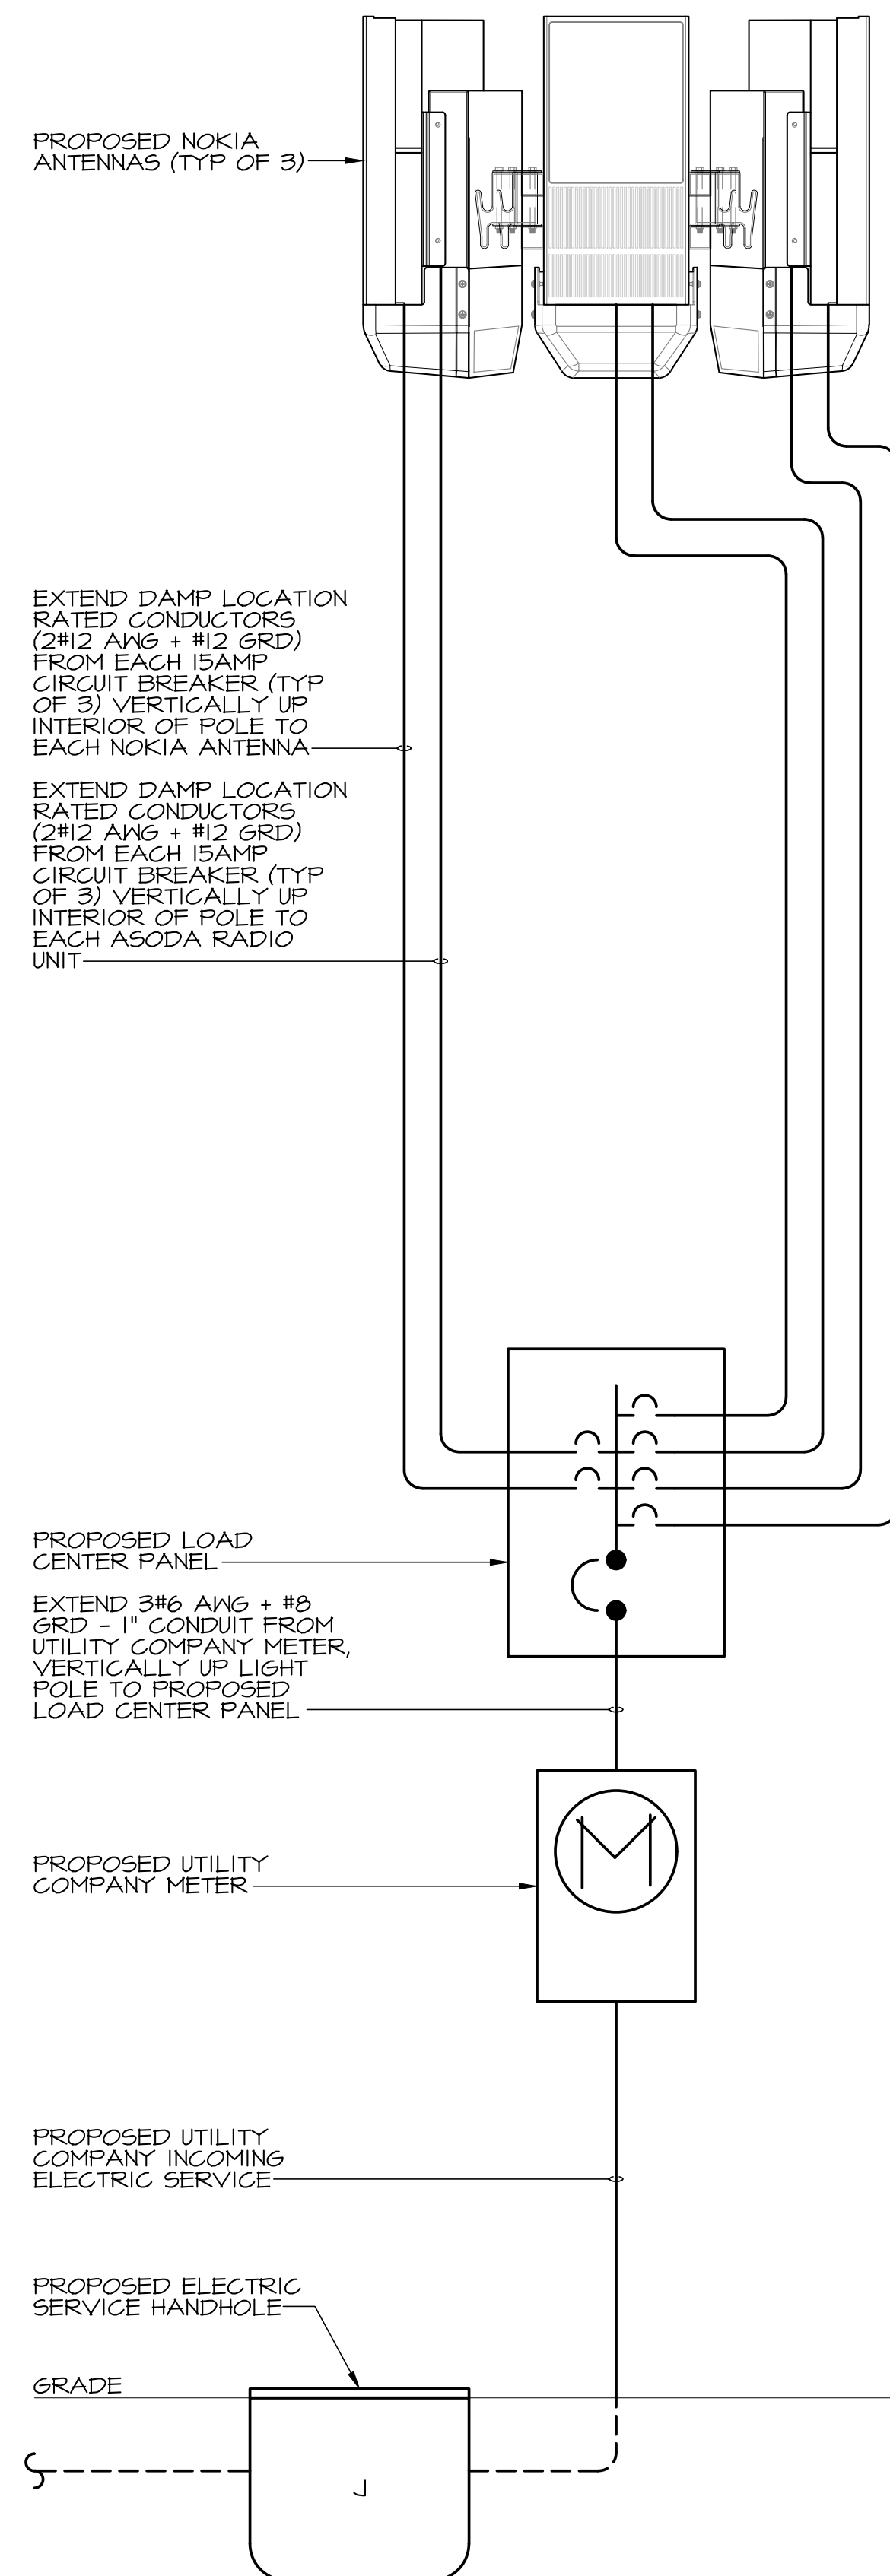 PROPOSED NOKIA
ANTENNAS (TYP OF 3)
EXTEND DAMP LOCATION
RATED CONDUCTORS
(2#12 AWG + #12 GRD)
FROM EACH 15AMP
CIRCUIT BREAKER (TYP
OF 3) VERTICALLY UP
INTERIOR OF POLE TO
EACH NOKIA ANTENNA
EXTEND DAMP LOCATION
RATED CONDUCTORS
(2#12 AWG + #12 GRD)
FROM EACH 15AMP
CIRCUIT BREAKER (TYP
OF 3) VERTICALLY UP
INTERIOR OF POLE TO
EACH ASODA RADIO
UNIT
PROPOSED LOAD
CENTER PANEL
EXTEND 3#6 AWG + #8
GRD - 1" CONDUIT FROM
UTILITY COMPANY METER,
VERTICALLY UP LIGHT
POLE TO PROPOSED
LOAD CENTER PANEL
M
PROPOSED UTILITY
COMPANY METER
PROPOSED UTILITY
COMPANY INCOMING
ELECTRIC SERVICE
PROPOSED ELECTRIC
SERVICE HANDHOLE
GRADE